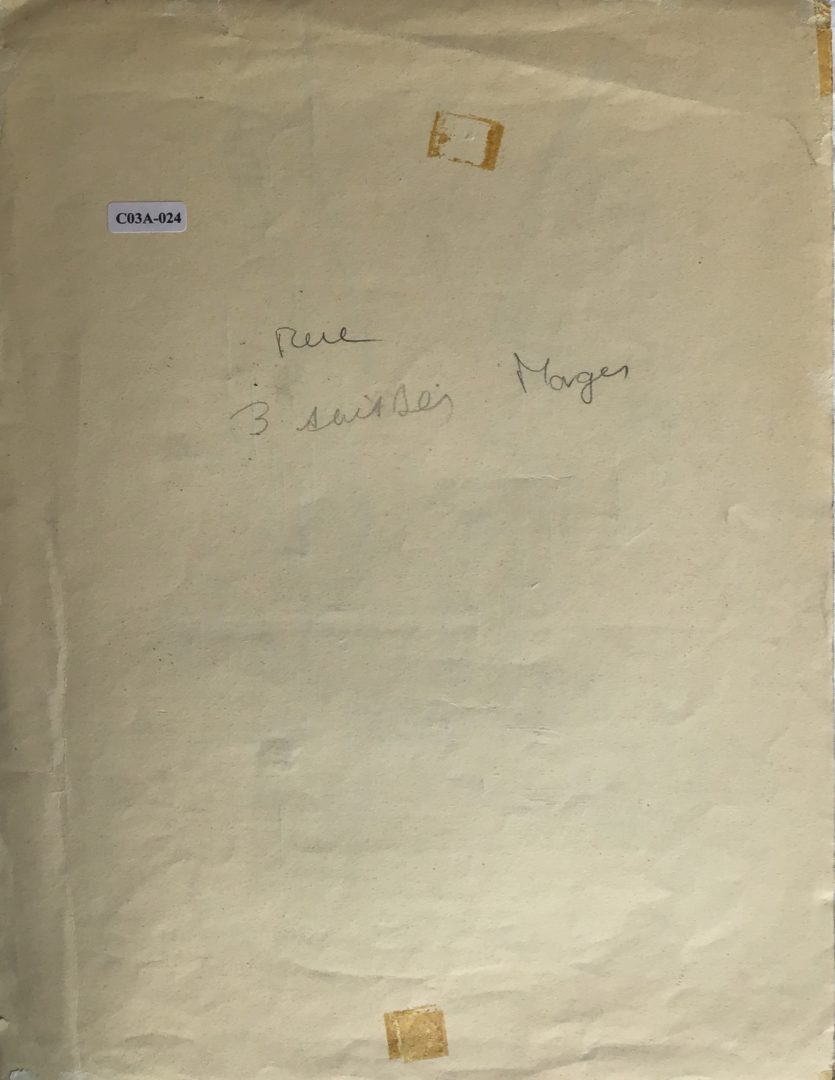 C03A-024
Rue
Morges
3 suisses